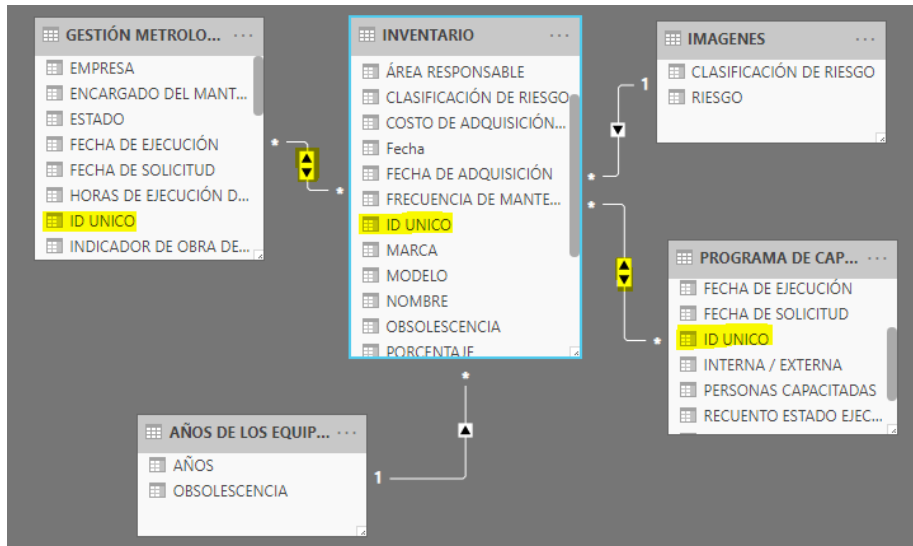 GESTIÓN METROLO... ...
EMPRESA
ENCARGADO DEL MANT...
ESTADO
FECHA DE EJECUCIÓN
FECHA DE SOLICITUD
HORAS DE EJECUCIÓN D...
ID UNICO
INDICADOR DE OBRA DE...
*
*
INVENTARIO ...
ÁREA RESPONSABLE
CLASIFICACIÓN DE RIESGO
COSTO DE ADQUISICIÓN...
Fecha
FECHA DE ADQUISICIÓN
FRECUENCIA DE MANTE...
ID UNICO
MARCA
MODELO
NOMBRE
OBSOLESCENCIA
PORCENTAJE
1
*
*
*
*
IMAGENES ...
CLASIFICACIÓN DE RIESGO
RIESGO
PROGRAMA DE CAP... ...
FECHA DE EJECUCIÓN
FECHA DE SOLICITUD
ID UNICO
INTERNA / EXTERNA
PERSONAS CAPACITADAS
RECUENTO ESTADO EJEC...
AÑOS DE LOS EQUIP... ...
AÑOS
OBSOLESCENCIA
1